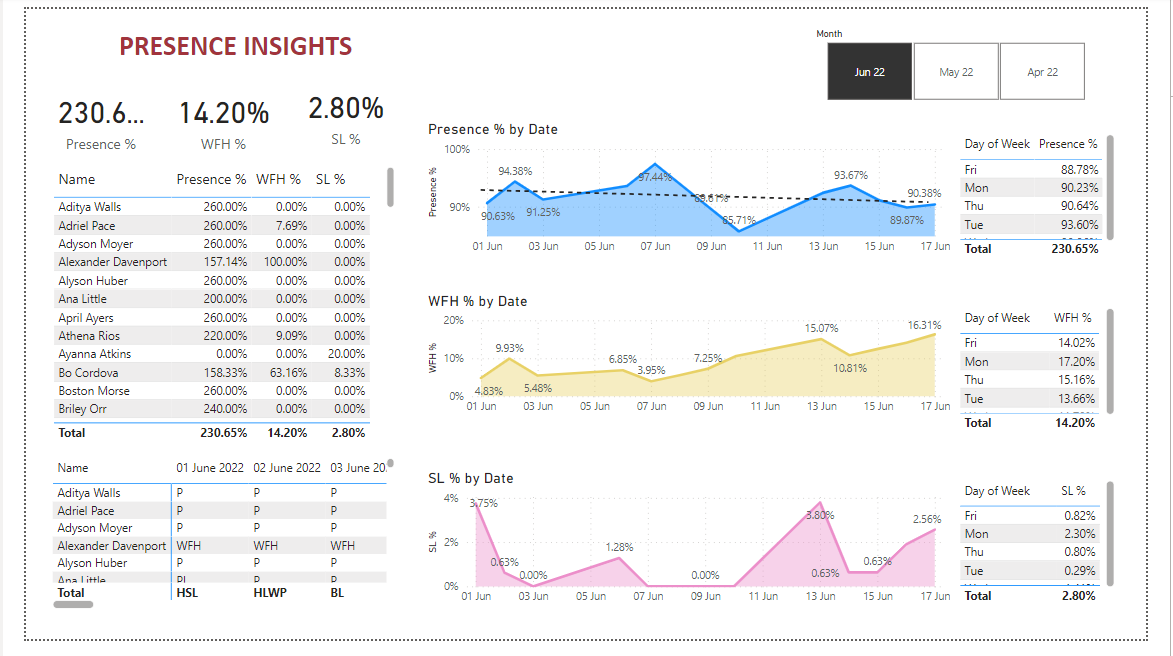 PRESENCE INSIGHTS
Month
Jun 22
May 22
Apr 22
230.6... 14.20% 2.80%
Presence % WFH % SL %
Name Presence % WFH % SL %
Aditya Walls 260.00% 0.00% 0.00%
Adriel Pace 260.00% 7.69% 0.00%
Adyson Moyer 260.00% 0.00% 0.00%
Alexander Davenport 157.14% 100.00% 0.00%
Alyson Huber 260.00% 0.00% 0.00%
Ana Little 200.00% 0.00% 0.00%
April Ayers 260.00% 0.00% 0.00%
Athena Rios 220.00% 9.09% 0.00%
Ayanna Atkins 0.00% 0.00% 20.00%
Bo Cordova 158.33% 63.16% 8.33%
Boston Morse 260.00% 0.00% 0.00%
Briley Orr 240.00% 0.00% 0.00%
Total 230.65% 14.20% 2.80%
Name 01 June 2022 02 June 2022 03 June 20
Aditya Walls P P P
Adriel Pace P P P
Adyson Moyer P P P
Alexander Davenport WFH WFH WFH
Alyson Huber P P P
Ana Little PL P P
Total HSL HLWP BL
Presence % by Date
Presence %
100%
90%
90.63%
94.38%
91.25%
97.44%
89.61%
85.71%
93.67%
89.87%
90.38%
01 Jun 03 Jun 05 Jun 07 Jun 09 Jun 11 Jun 13 Jun 15 Jun 17 Jun
Day of Week Presence %
Fri 88.78%
Mon 90.23%
Thu 90.64%
Tue 93.60%
Total 230.65%
WFH % by Date
WFH %
20%
10%
0%
4.83%
9.93%
5.48%
6.85%
3.95%
7.25%
15.07%
10.81%
16.31%
01 Jun 03 Jun 05 Jun 07 Jun 09 Jun 11 Jun 13 Jun 15 Jun 17 Jun
Day of Week WFH %
Fri 14.02%
Mon 17.20%
Thu 15.16%
Tue 13.66%
Total 14.20%
SL % by Date
SL %
4%
2%
0%
3.75%
0.63%
0.00%
1.28%
0.00%
3.80%
0.63%
0.63%
2.56%
01 Jun 03 Jun 05 Jun 07 Jun 09 Jun 11 Jun 13 Jun 15 Jun 17 Jun
Day of Week SL %
Fri 0.82%
Mon 2.30%
Thu 0.80%
Tue 0.29%
Total 2.80%